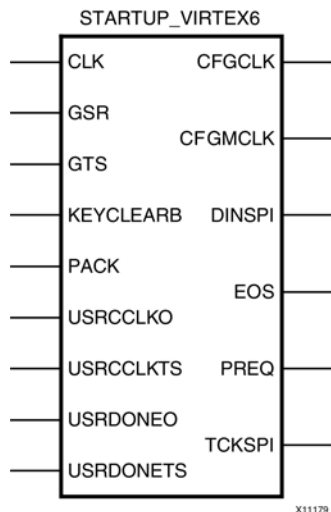 STARTUP_VIRTEX6
CLK
CFGCLK
GSR
CFGMCLK
GTS
KEYCLEARB
DINSPI
PACK
EOS
USRCCLKO
USRCCLKTS
PREQ
USRDONEO
TCKSPI
USRDONETS
X11179